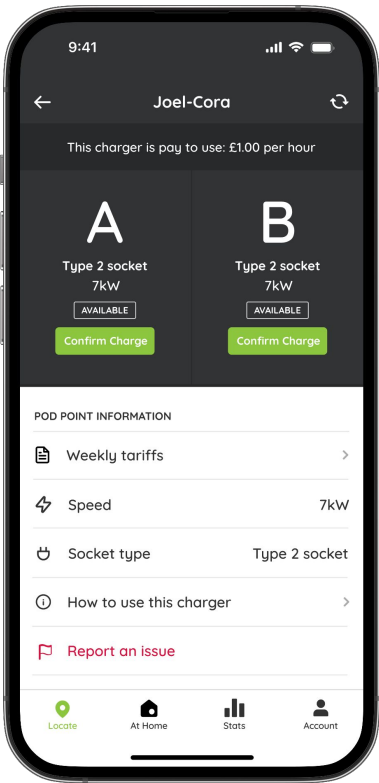 9:41
Joel-Cora
This charger is pay to use: £1.00 per hour
A
Type 2 socket
7kW
AVAILABLE
Confirm Charge
B
Type 2 socket
7kW
AVAILABLE
Confirm Charge
POD POINT INFORMATION
Weekly tariffs
Speed 7kW
Socket type Type 2 socket
How to use this charger
Report an issue
Locate At Home Stats Account